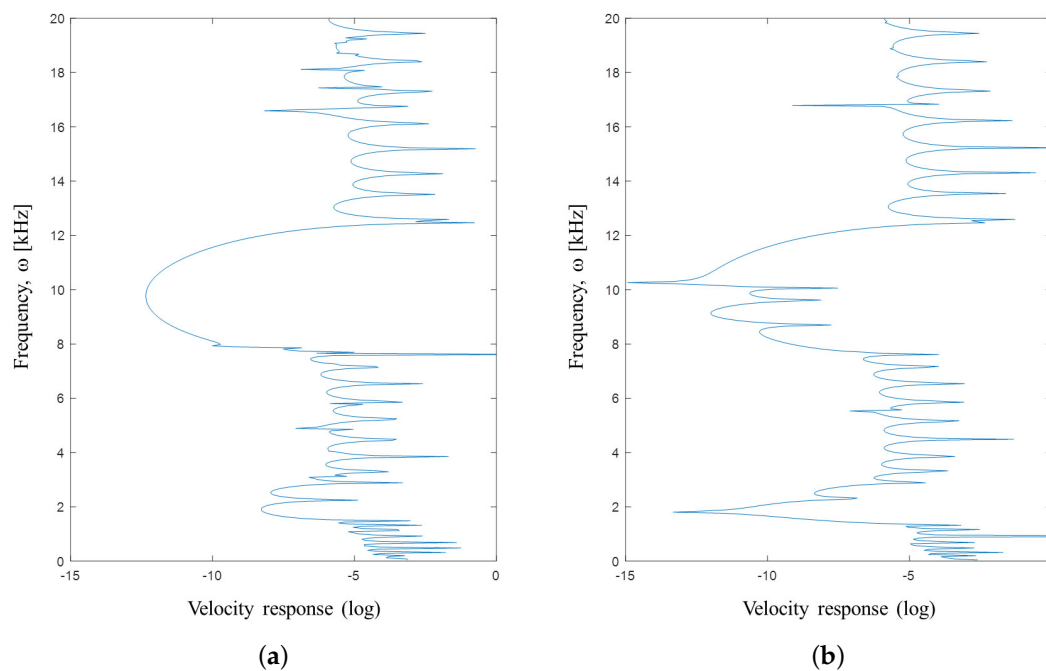 20
18
16
14
12
10
8
6
4
2
0
-15 -10 -5 0
Frequency, ω [kHz]
Velocity response (log)
(a)
20
18
16
14
12
10
8
6
4
2
0
-15 -10 -5
Frequency, ω [kHz]
Velocity response (log)
(b)